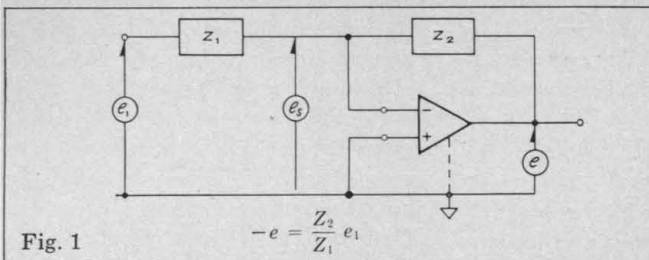 Z₁
Z₂
e₁
eₛ
−
+
e
Fig. 1
−e = Z₂/Z₁ e₁